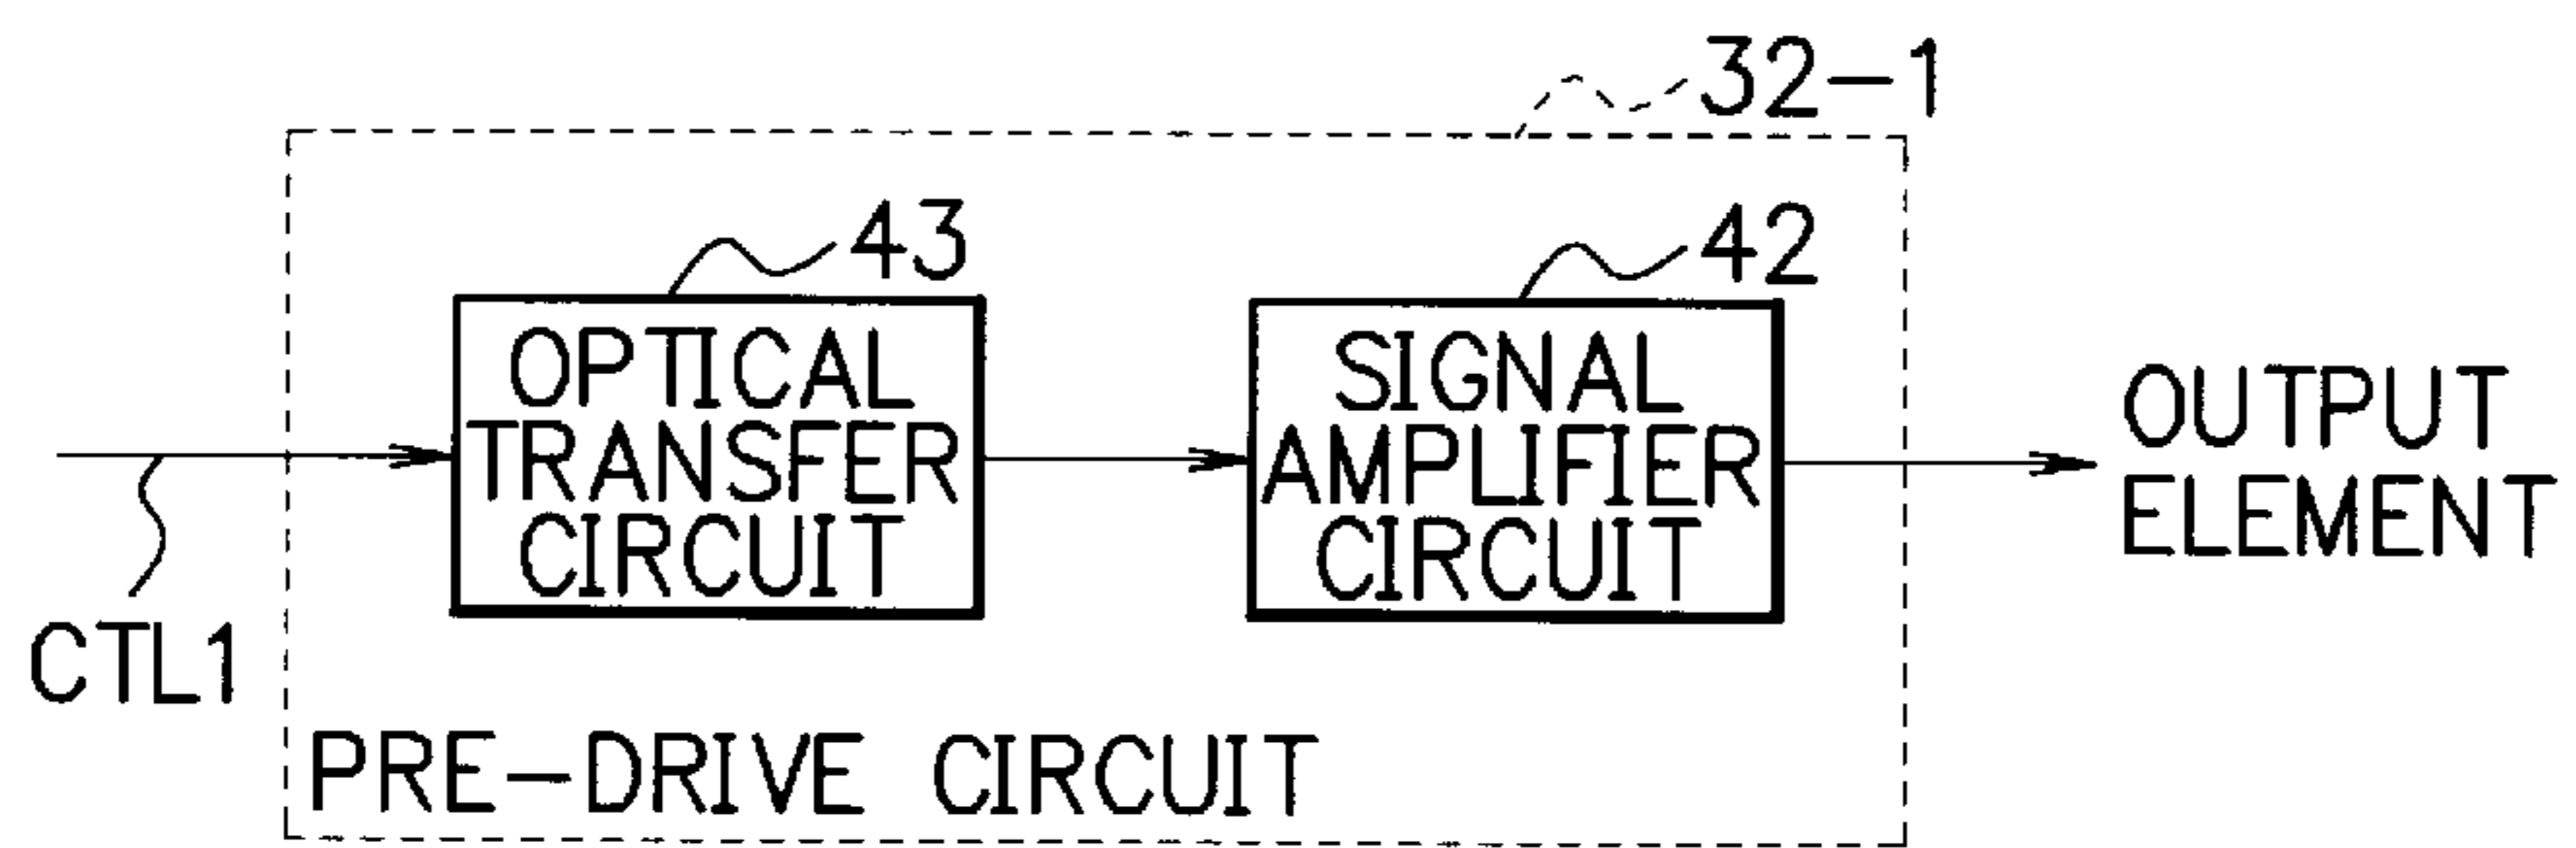 32-1
43
42
OPTICAL
TRANSFER
CIRCUIT
SIGNAL
AMPLIFIER
CIRCUIT
OUTPUT
ELEMENT
CTL1
PRE-DRIVE CIRCUIT